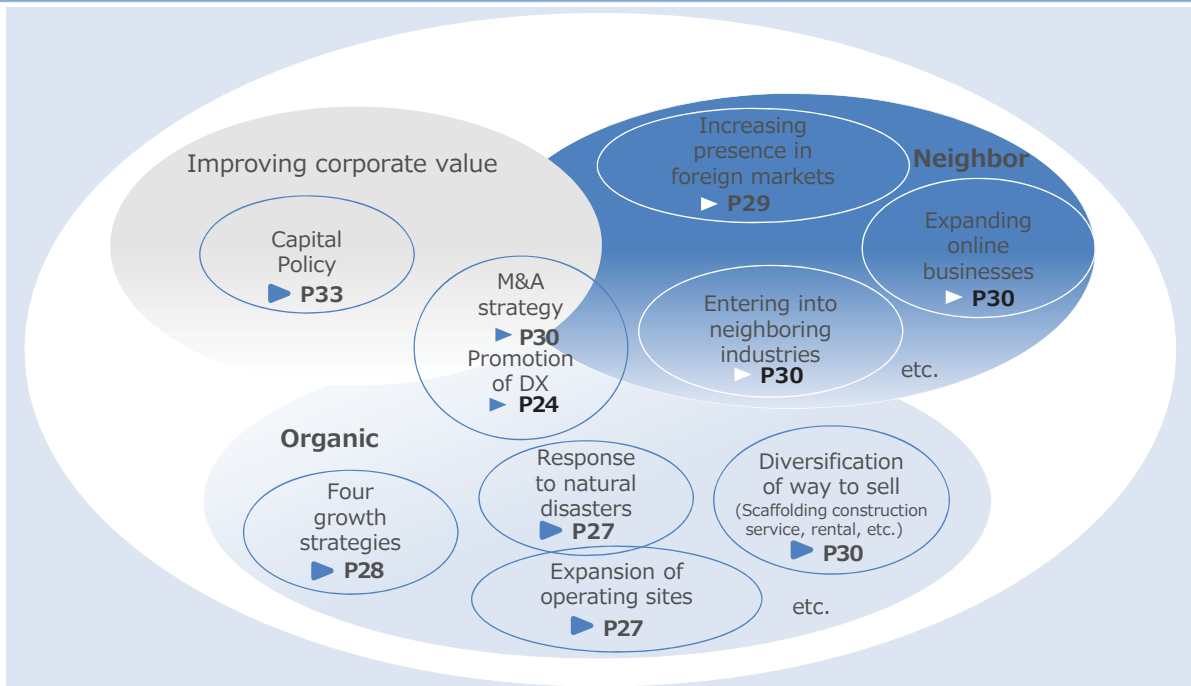 Improving corporate value
Capital
Policy
P33
Increasing
presence in
foreign markets
P29
Neighbor
Expanding
online
businesses
P30
M&A
strategy
P30
Promotion
of DX
P24
Entering into
neighboring
industries
P30
etc.
Organic
Four
growth
strategies
P28
Response
to natural
disasters
P27
Diversification
of way to sell
(Scaffolding construction
service, rental, etc.)
P30
Expansion of
operating sites
P27
etc.